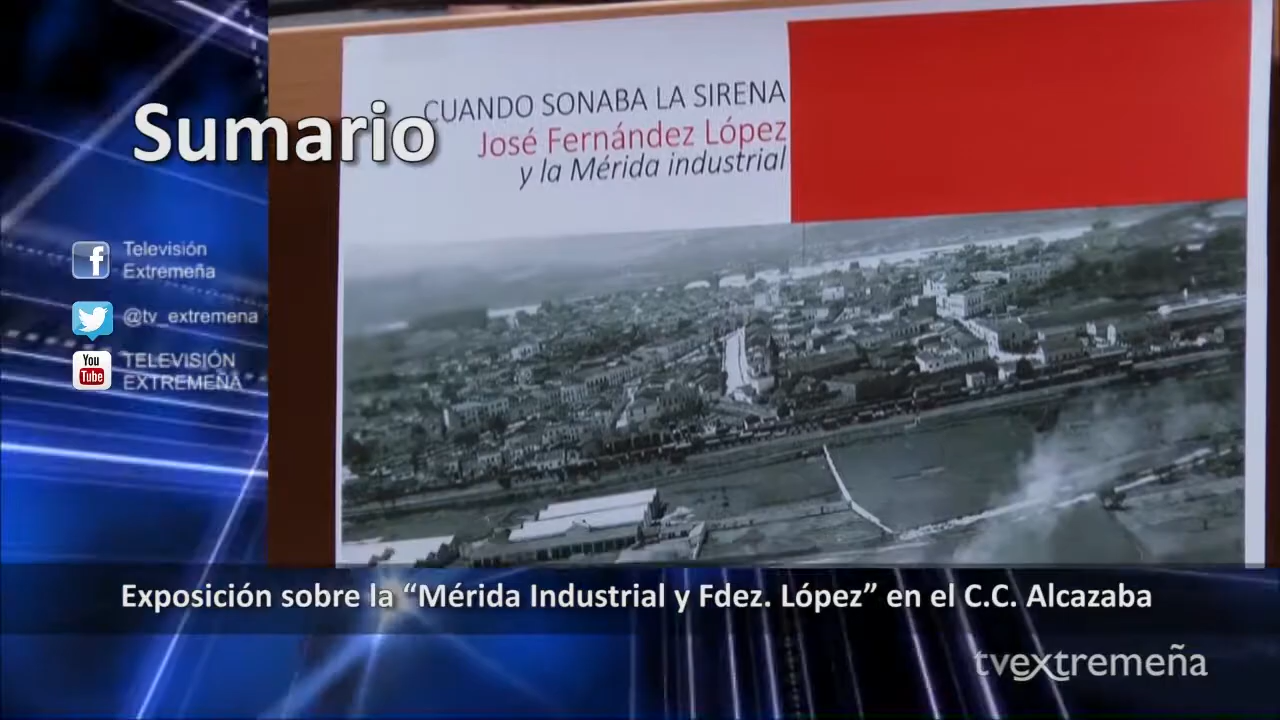 Sumario
CUANDO SONABA LA SIRENA
José Fernández López
y la Mérida industrial
Televisión
Extremeña
@tv_extremena
You
Tube
TELEVISIÓN
EXTREMEÑA
Exposición sobre la “Mérida Industrial y Fdez. López” en el C.C. Alcazaba
tvextremeña